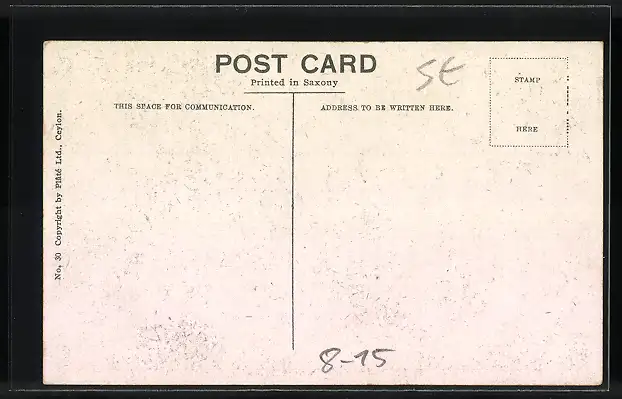 POST CARD
Printed in Saxony
SE
STAMP
HERE
THIS SPACE FOR COMMUNICATION.
ADDRESS TO BE WRITTEN HERE.
No. 30 Copyright by Plâté Ltd., Ceylon.
8-15